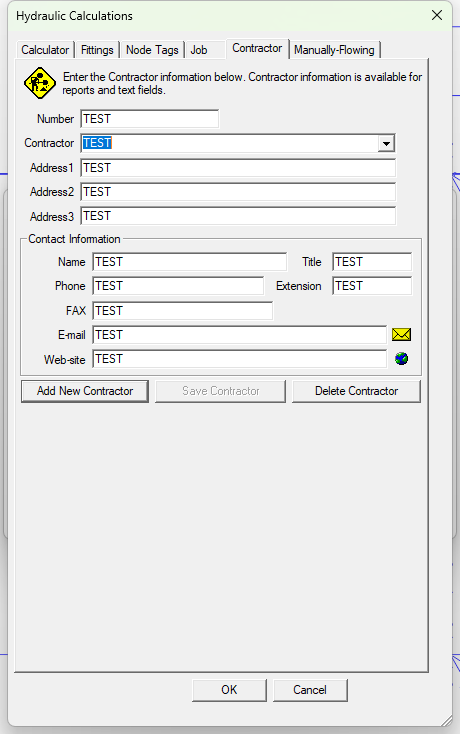 Hydraulic Calculations
Calculator Fittings Node Tags Job Contractor Manually-Flowing
Enter the Contractor information below. Contractor information is available for
reports and text fields.
Number TEST
Contractor TEST
Address1 TEST
Address2 TEST
Address3 TEST
Contact Information
Name TEST Title TEST
Phone TEST Extension TEST
FAX TEST
E-mail TEST
Web-site TEST
Add New Contractor Save Contractor Delete Contractor
OK Cancel